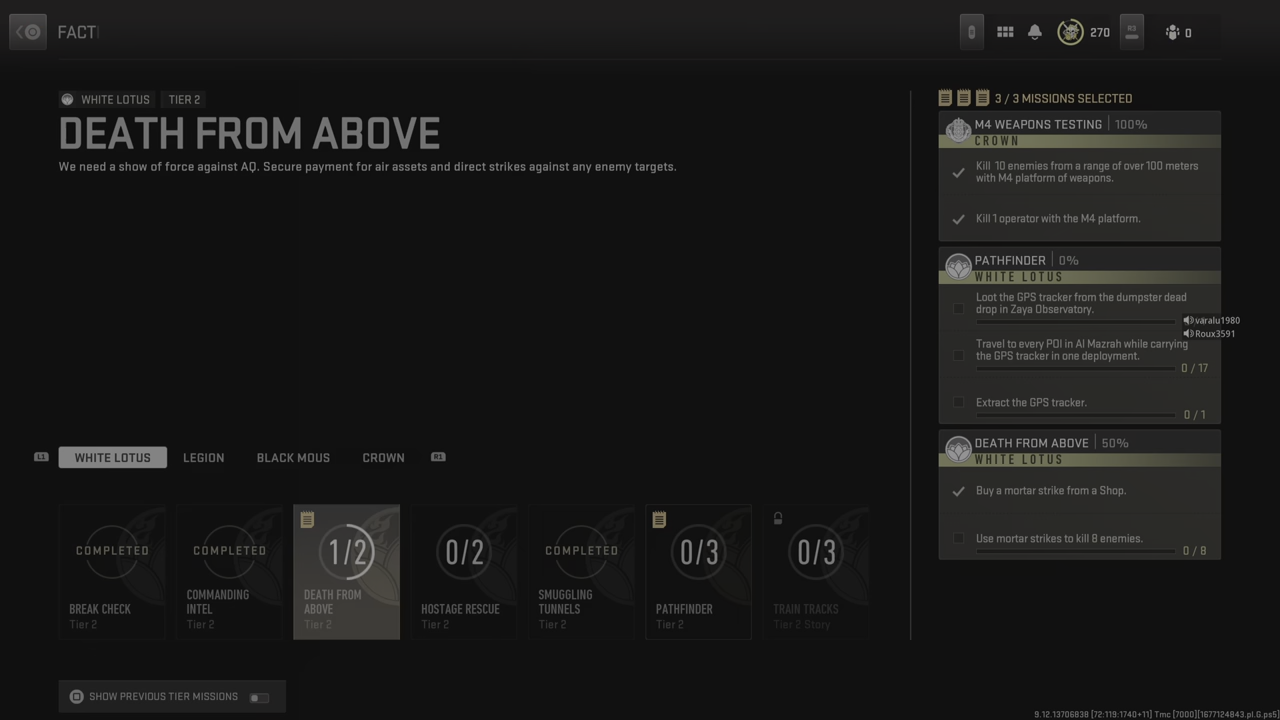 FACT
270
R3
0
WHITE LOTUS
TIER 2
DEATH FROM ABOVE
We need a show of force against AQ. Secure payment for air assets and direct strikes against any enemy targets.
3 / 3 MISSIONS SELECTED
M4 WEAPONS TESTING | 100%
CROWN
Kill 10 enemies from a range of over 100 meters
with M4 platform of weapons.
Kill 1 operator with the M4 platform.
PATHFINDER | 0%
WHITE LOTUS
Loot the GPS tracker from the dumpster dead
drop in Zaya Observatory.
varalu1980
Roux3591
Travel to every POI in Al Mazrah while carrying
the GPS tracker in one deployment.
0 / 17
Extract the GPS tracker.
0 / 1
DEATH FROM ABOVE | 50%
WHITE LOTUS
Buy a mortar strike from a Shop.
Use mortar strikes to kill 8 enemies.
0 / 8
L1 WHITE LOTUS LEGION BLACK MOUS CROWN R1
COMPLETED
BREAK CHECK
Tier 2
COMPLETED
COMMANDING
INTEL
Tier 2
1/2
DEATH FROM
ABOVE
Tier 2
0/2
HOSTAGE RESCUE
Tier 2
COMPLETED
SMUGGLING
TUNNELS
Tier 2
0/3
PATHFINDER
Tier 2
0/3
TRAIN TRACKS
Tier 2 Story
SHOW PREVIOUS TIER MISSIONS
9.12.13706838 [72:119:1740+11] Tmc [7000][1677124843.pl.G.ps5]